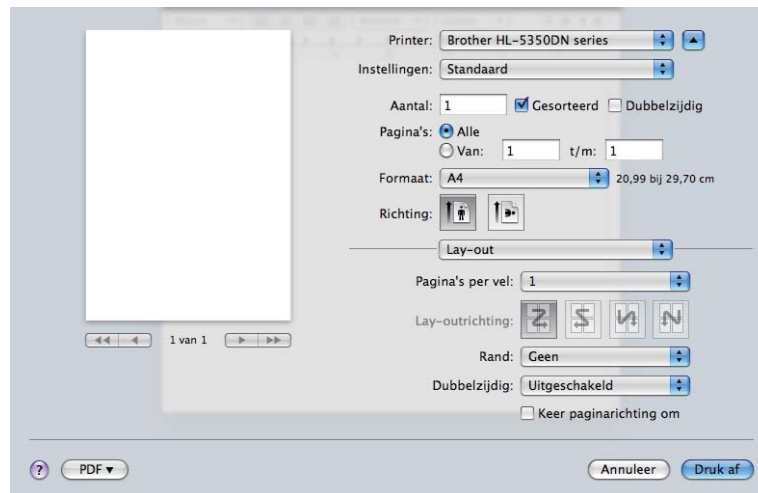 Printer: Brother HL-5350DN series
Instellingen: Standaard
Aantal: 1 Gesorteerd Dubbelzijdig
Pagina's: Alle
Van: 1 t/m: 1
Formaat: A4 20,99 bij 29,70 cm
Richting:
Lay-out
Pagina's per vel: 1
Lay-outrichting:
1 van 1
Rand: Geen
Dubbelzijdig: Uitgeschakeld
Keer paginarichting om
? PDF Annuleer Druk af